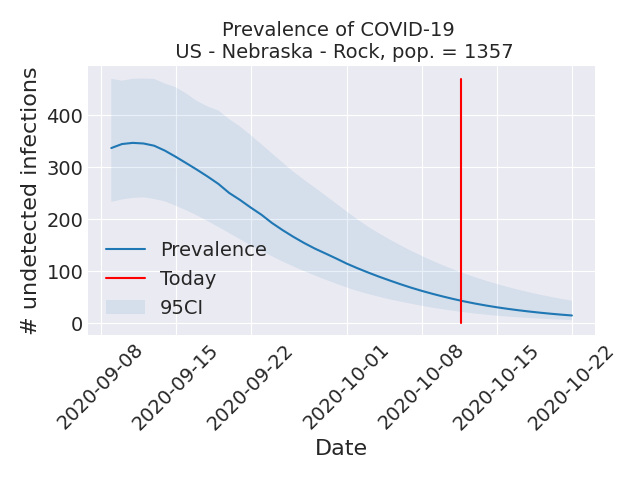 Prevalence of COVID-19
US - Nebraska - Rock, pop. = 1357
# undetected infections
400
300
200
100
0
Prevalence
Today
95CI
2020-09-08
2020-09-15
2020-09-22
2020-10-01
2020-10-08
2020-10-15
2020-10-22
Date